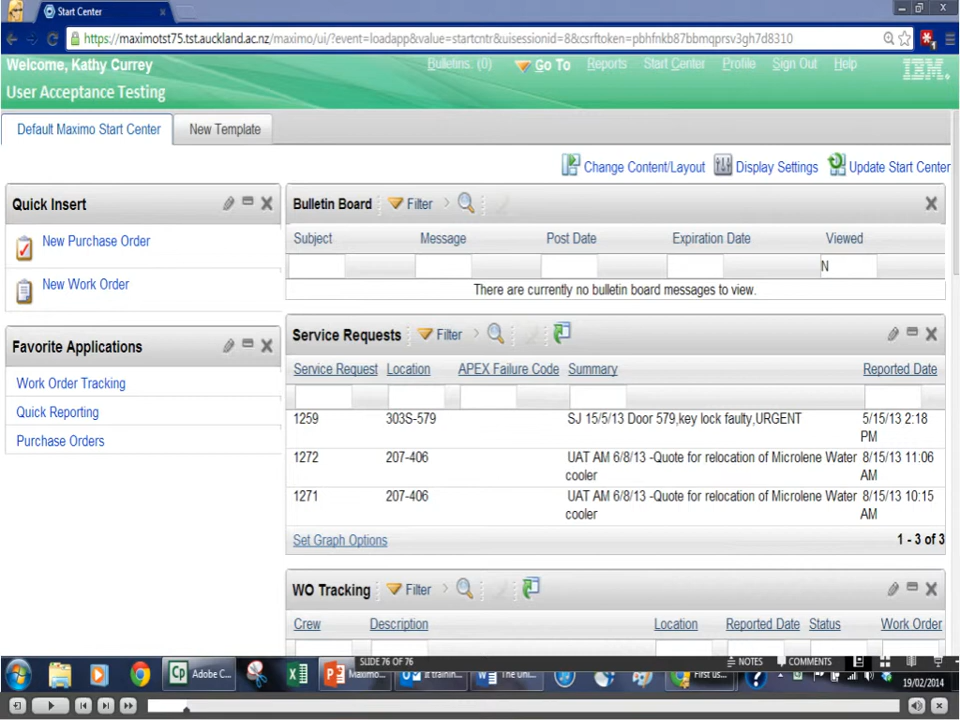 Start Center
https://maximotst75.tst.auckland.ac.nz/maximo/ui/?event=loadapp&value=startcntr&uisessionid=8&csrftoken=pbhfnkb87bbmqprsv3gh7d8310
Welcome, Kathy Currey
Bulletins: (0) Go To Reports Start Center Profile Sign Out Help
IBM.
User Acceptance Testing
Default Maximo Start Center New Template
Change Content/Layout Display Settings Update Start Center
Quick Insert
New Purchase Order
New Work Order
Favorite Applications
Work Order Tracking
Quick Reporting
Purchase Orders
Bulletin Board Filter
Subject Message Post Date Expiration Date Viewed
N
There are currently no bulletin board messages to view.
Service Requests Filter
Service Request Location APEX Failure Code Summary Reported Date
1259 303S-579 SJ 15/5/13 Door 579,key lock faulty,URGENT 5/15/13 2:18
PM
1272 207-406 UAT AM 6/8/13 -Quote for relocation of Microlene Water 8/15/13 11:06
cooler AM
1271 207-406 UAT AM 6/8/13 -Quote for relocation of Microlene Water 8/15/13 10:15
cooler AM
Set Graph Options 1 - 3 of 3
WO Tracking Filter
Crew Description Location Reported Date Status Work Order
SLIDE 76 OF 76 NOTES COMMENTS
Cp Adobe C... Maximo... It trainin... The Uni... First us...
19/02/2014